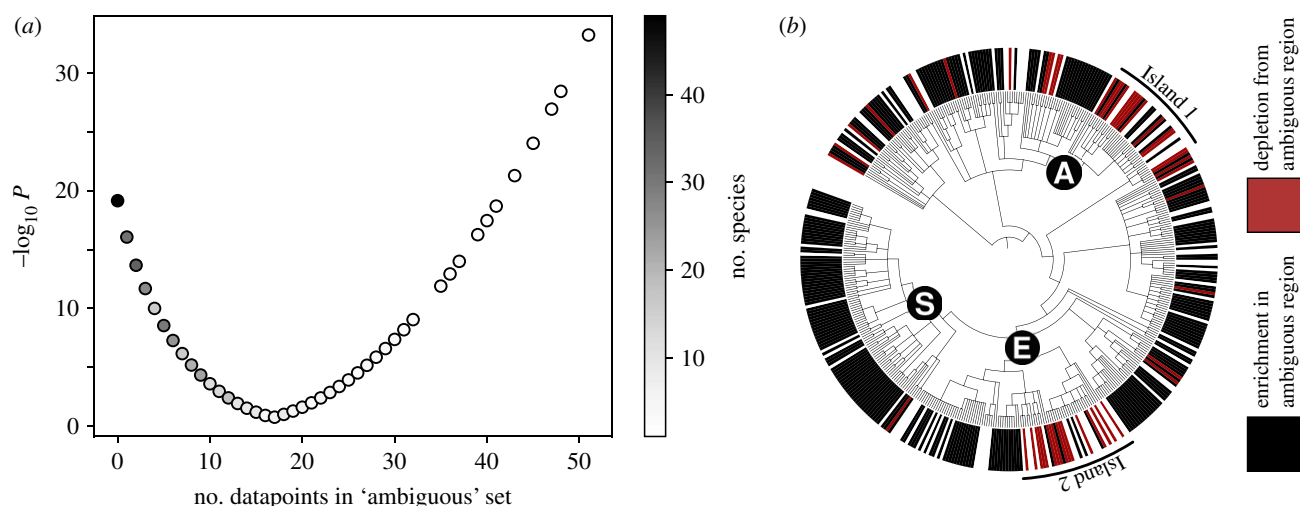 (a)
30
20
10
0
–log10 P
0
10
20
30
40
50
no. datapoints in ‘ambiguous’ set
40
30
20
10
no. species
(b)
A
S
E
Island 1
Island 2
depletion from
ambiguous region
enrichment in
ambiguous region